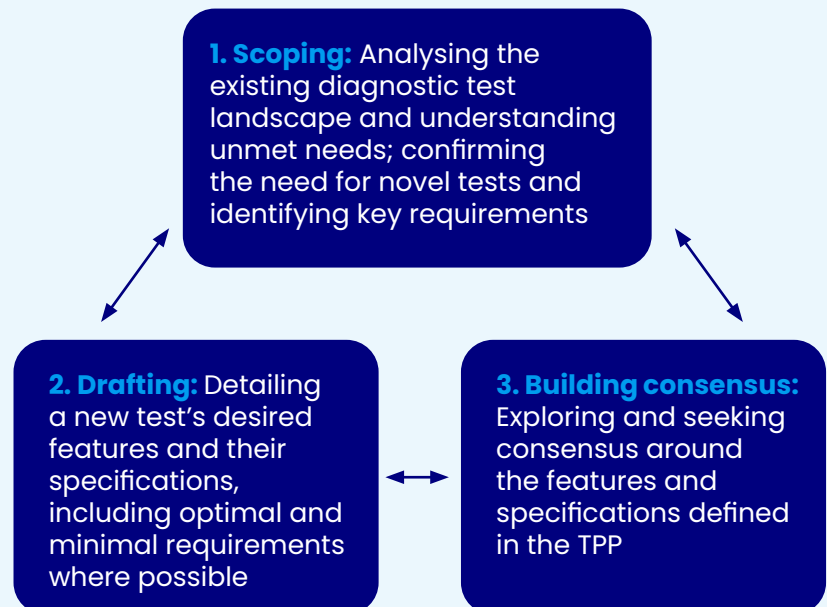 1. Scoping: Analysing the
existing diagnostic test
landscape and understanding
unmet needs; confirming
the need for novel tests and
identifying key requirements
2. Drafting: Detailing
a new test’s desired
features and their
specifications,
including optimal and
minimal requirements
where possible
3. Building consensus:
Exploring and seeking
consensus around
the features and
specifications defined
in the TPP